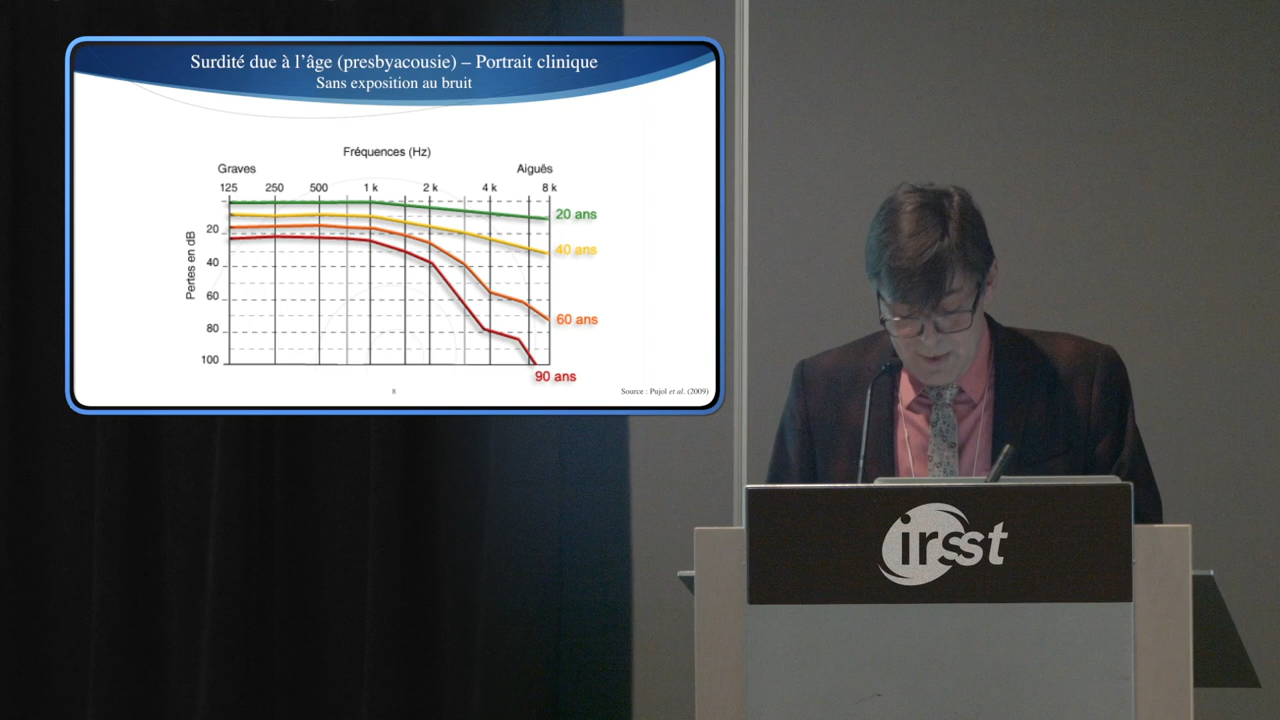 Surdité due à l’âge (presbyacousie) – Portrait clinique
Sans exposition au bruit
Fréquences (Hz)
Graves Aiguës
125 250 500 1 k 2 k 4 k 8 k
Pertes en dB
20
40
60
80
100
20 ans
40 ans
60 ans
90 ans
8
Source : Pujol et al. (2009)
irsst